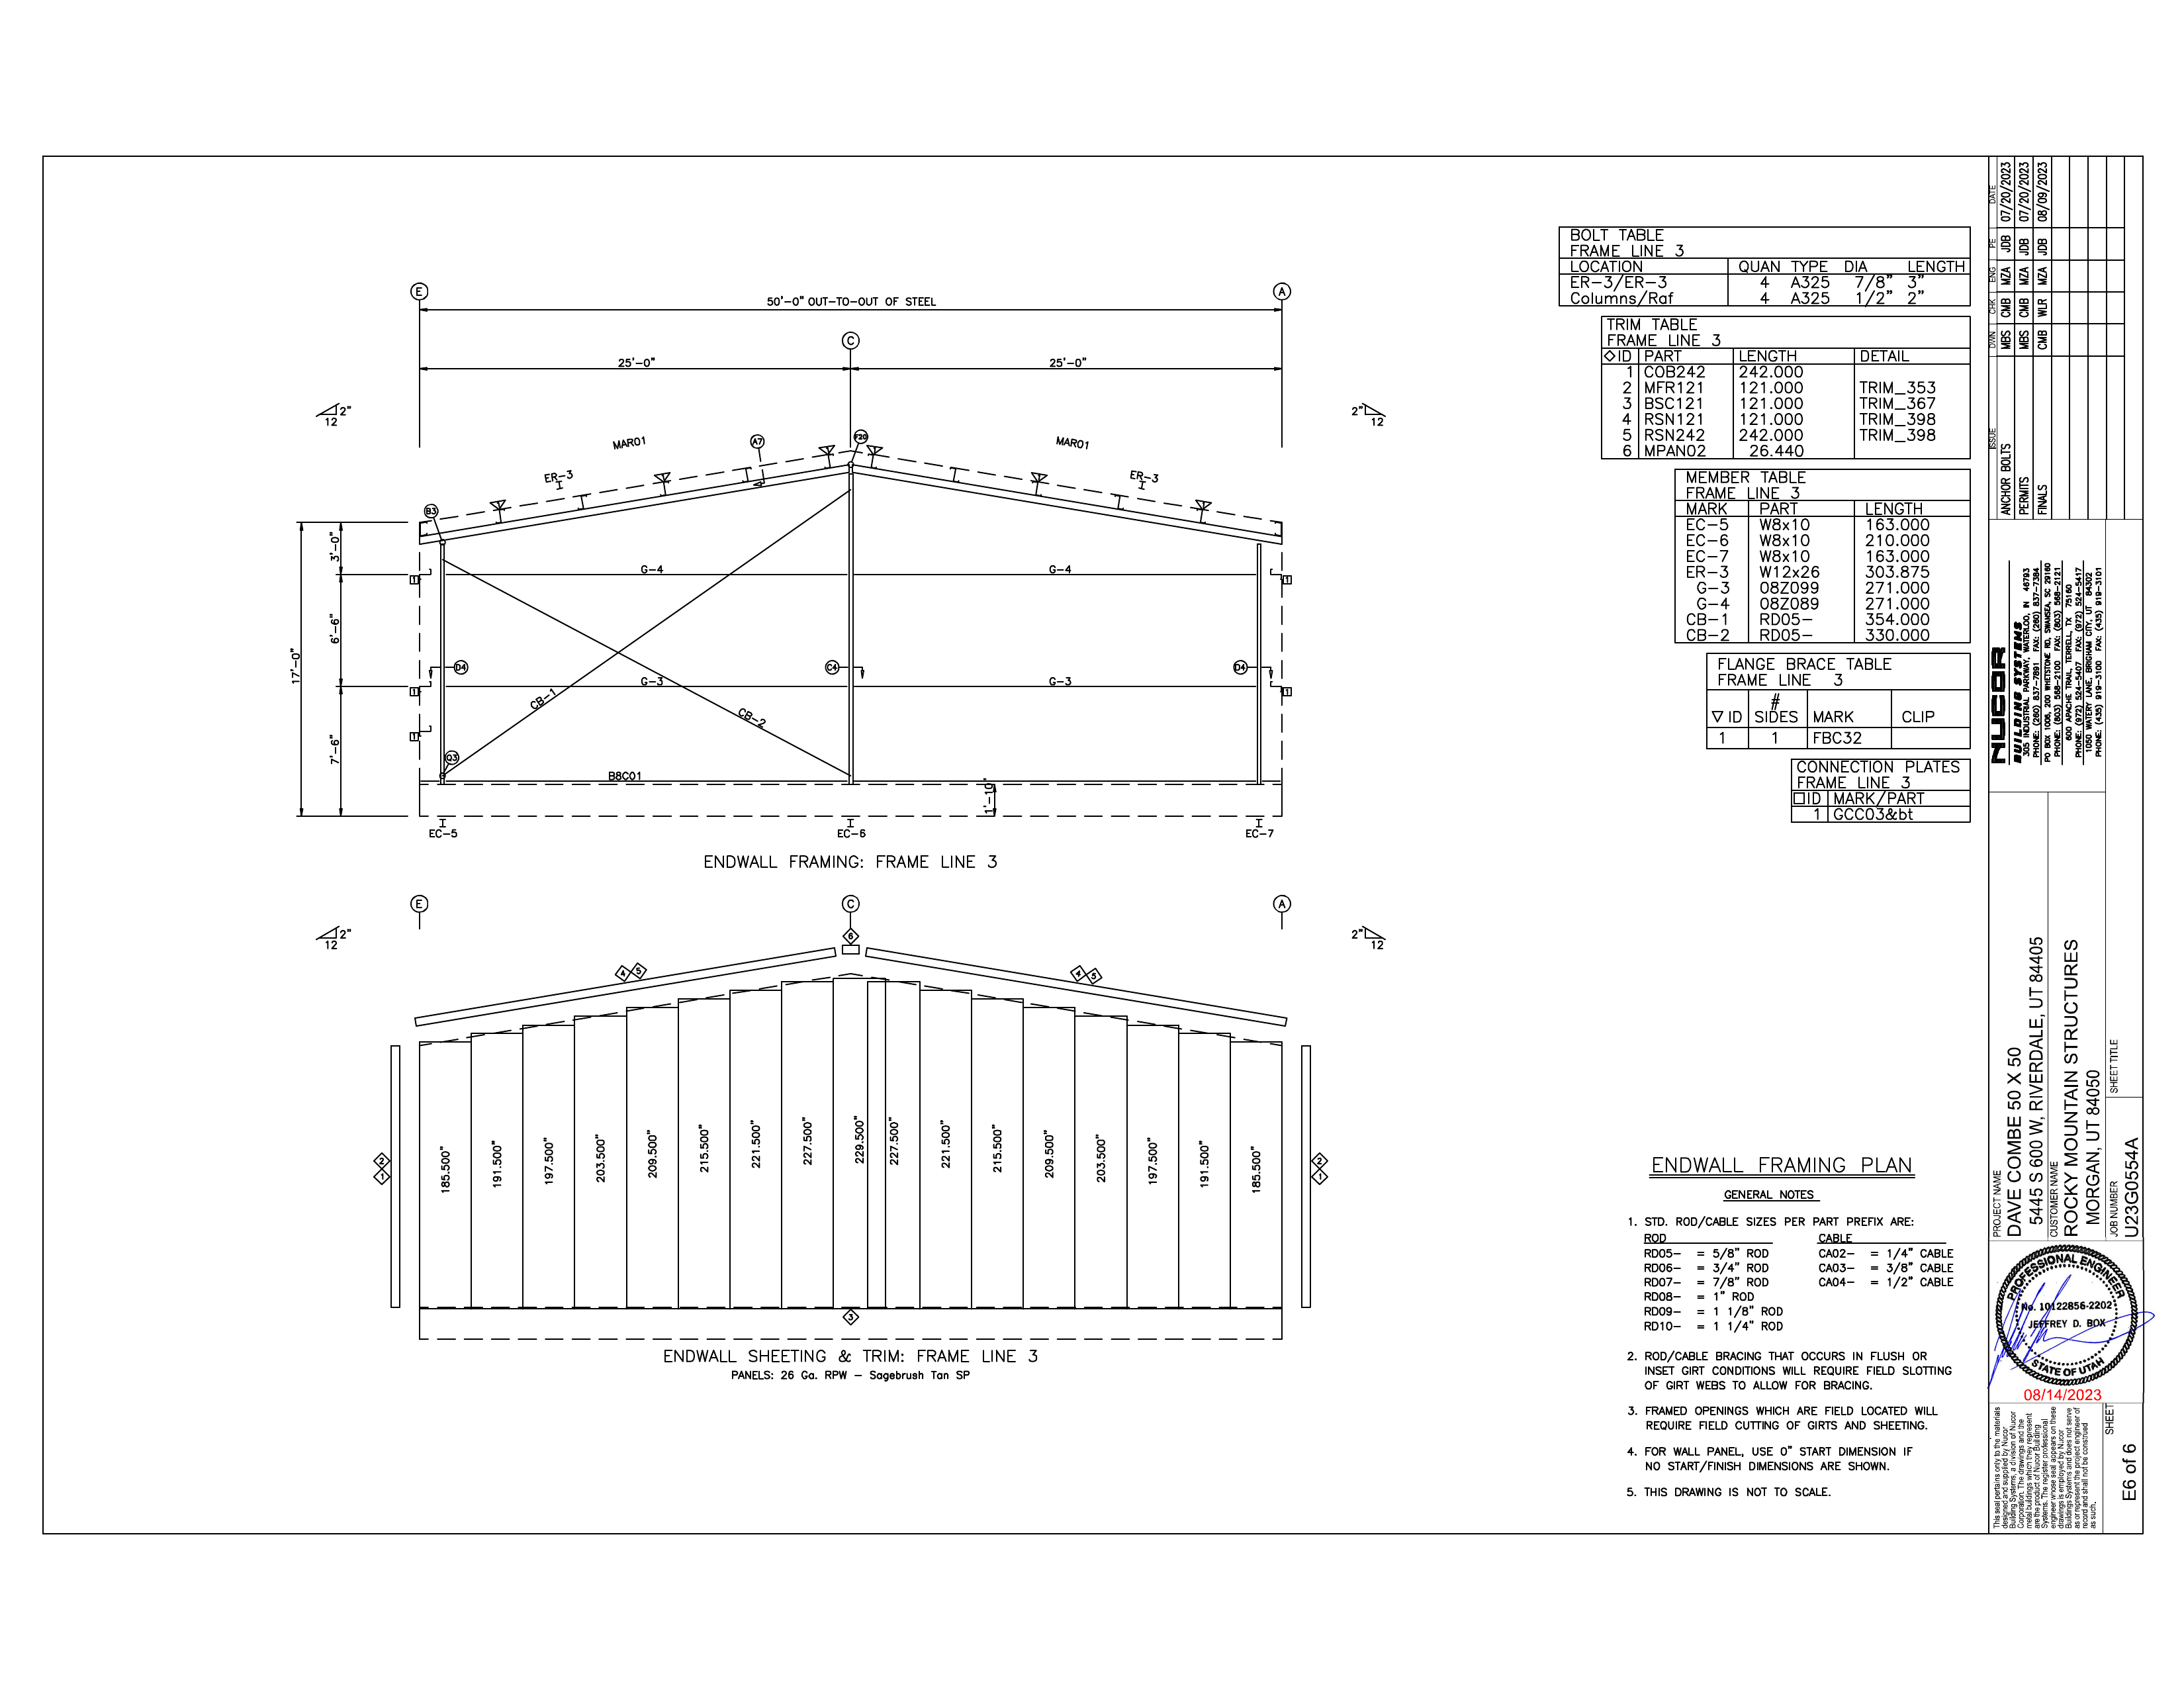 E
A
50'-0" OUT-TO-OUT OF STEEL
C
25'-0"
25'-0"
2"
12
2"
12
MAR01
A7
F20
MAR01
ER-3
ER-3
B3
3'-0"
6'-6"
7'-6"
17'-0"
G-4
G-4
1
1
D4
C4
D4
G-3
G-3
1
1
CB-1
CB-2
1
Q3
B8C01
1'-10"
EC-5
EC-6
EC-7
ENDWALL FRAMING: FRAME LINE 3
E
C
A
2"
12
2"
12
6
4 5
4 5
185.500"
191.500"
197.500"
203.500"
209.500"
215.500"
221.500"
227.500"
229.500"
227.500"
221.500"
215.500"
209.500"
203.500"
197.500"
191.500"
185.500"
2
1
2
1
3
ENDWALL SHEETING & TRIM: FRAME LINE 3
PANELS: 26 Ga. RPW - Sagebrush Tan SP
BOLT TABLE
FRAME LINE 3
LOCATION QUAN TYPE DIA LENGTH
ER-3/ER-3 4 A325 7/8" 3"
Columns/Raf 4 A325 1/2" 2"
TRIM TABLE
FRAME LINE 3
◇ID PART LENGTH DETAIL
1 COB242 242.000
2 MFR121 121.000 TRIM_353
3 BSC121 121.000 TRIM_367
4 RSN121 121.000 TRIM_398
5 RSN242 242.000 TRIM_398
6 MPAN02 26.440
MEMBER TABLE
FRAME LINE 3
MARK PART LENGTH
EC-5 W8x10 163.000
EC-6 W8x10 210.000
EC-7 W8x10 163.000
ER-3 W12x26 303.875
G-3 08Z099 271.000
G-4 08Z089 271.000
CB-1 RD05- 354.000
CB-2 RD05- 330.000
FLANGE BRACE TABLE
FRAME LINE 3
▽ID # SIDES MARK CLIP
1 1 FBC32
CONNECTION PLATES
FRAME LINE 3
□ID MARK/PART
1 GCC03&bt
ENDWALL FRAMING PLAN
GENERAL NOTES
1. STD. ROD/CABLE SIZES PER PART PREFIX ARE:
ROD CABLE
RD05- = 5/8" ROD CA02- = 1/4" CABLE
RD06- = 3/4" ROD CA03- = 3/8" CABLE
RD07- = 7/8" ROD CA04- = 1/2" CABLE
RD08- = 1" ROD
RD09- = 1 1/8" ROD
RD10- = 1 1/4" ROD
2. ROD/CABLE BRACING THAT OCCURS IN FLUSH OR
INSET GIRT CONDITIONS WILL REQUIRE FIELD SLOTTING
OF GIRT WEBS TO ALLOW FOR BRACING.
3. FRAMED OPENINGS WHICH ARE FIELD LOCATED WILL
REQUIRE FIELD CUTTING OF GIRTS AND SHEETING.
4. FOR WALL PANEL, USE 0" START DIMENSION IF
NO START/FINISH DIMENSIONS ARE SHOWN.
5. THIS DRAWING IS NOT TO SCALE.
ISSUE DWN CHK ENG PE DATE
ANCHOR BOLTS MBS CMB MZA JDB 07/20/2023
PERMITS MBS CMB MZA JDB 07/20/2023
FINALS CMB WLR MZA JDB 08/09/2023
NUCOR
BUILDING SYSTEMS
305 INDUSTRIAL PARKWAY, WATERLOO, IN 46793
PHONE: (260) 837-7891 FAX: (260) 837-7384
PO BOX 1006, 200 WHETSTONE RD, SWANSEA, SC 29160
PHONE: (803) 568-2100 FAX: (803) 568-2121
600 APACHE TRAIL, TERRELL, TX 75160
PHONE: (972) 524-5407 FAX: (972) 524-5417
1050 WATERY LANE, BRIGHAM CITY, UT 84302
PHONE: (435) 919-3100 FAX: (435) 919-3101
PROJECT NAME
DAVE COMBE 50 X 50
5445 S 600 W, RIVERDALE, UT 84405
CUSTOMER NAME
ROCKY MOUNTAIN STRUCTURES
MORGAN, UT 84050
JOB NUMBER
U23G0554A
SHEET TITLE
PROFESSIONAL ENGINEER
No. 10122856-2202
JEFFREY D. BOX
STATE OF UTAH
08/14/2023
This seal pertains only to the materials
designed and supplied by Nucor
Building Systems, a division of Nucor
Corporation. The drawings and the
metal buildings which they represent
are the product of Nucor Building
Systems. The register professional
engineer whose seal appears on these
drawings is employed by Nucor
Building Systems and does not serve
as or represent the project engineer of
record and shall not be construed
as such.
SHEET
E6 of 6